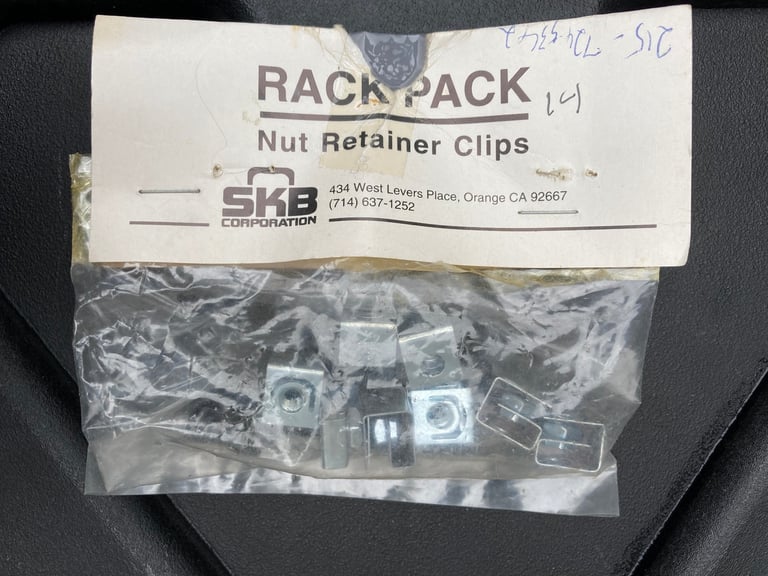 RACK PACK
Nut Retainer Clips
SKB
CORPORATION
434 West Levers Place, Orange CA 92667
(714) 637-1252